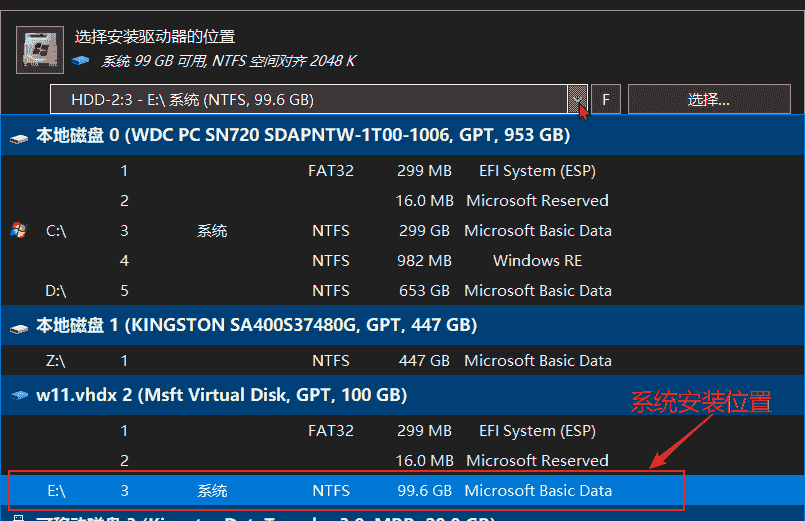 选择安装驱动器的位置
系统 99 GB 可用, NTFS 空间对齐 2048 K
HDD-2:3 - E:\ 系统 (NTFS, 99.6 GB) F 选择...
本地磁盘 0 (WDC PC SN720 SDAPNTW-1T00-1006, GPT, 953 GB)
1 FAT32 299 MB EFI System (ESP)
2 16.0 MB Microsoft Reserved
C:\ 3 系统 NTFS 299 GB Microsoft Basic Data
4 NTFS 982 MB Windows RE
D:\ 5 NTFS 653 GB Microsoft Basic Data
本地磁盘 1 (KINGSTON SA400S37480G, GPT, 447 GB)
Z:\ 1 NTFS 447 GB Microsoft Basic Data
w11.vhdx 2 (Msft Virtual Disk, GPT, 100 GB)
系统安装位置
1 FAT32 299 MB EFI System (ESP)
2 16.0 MB Microsoft Reserved
E:\ 3 系统 NTFS 99.6 GB Microsoft Basic Data